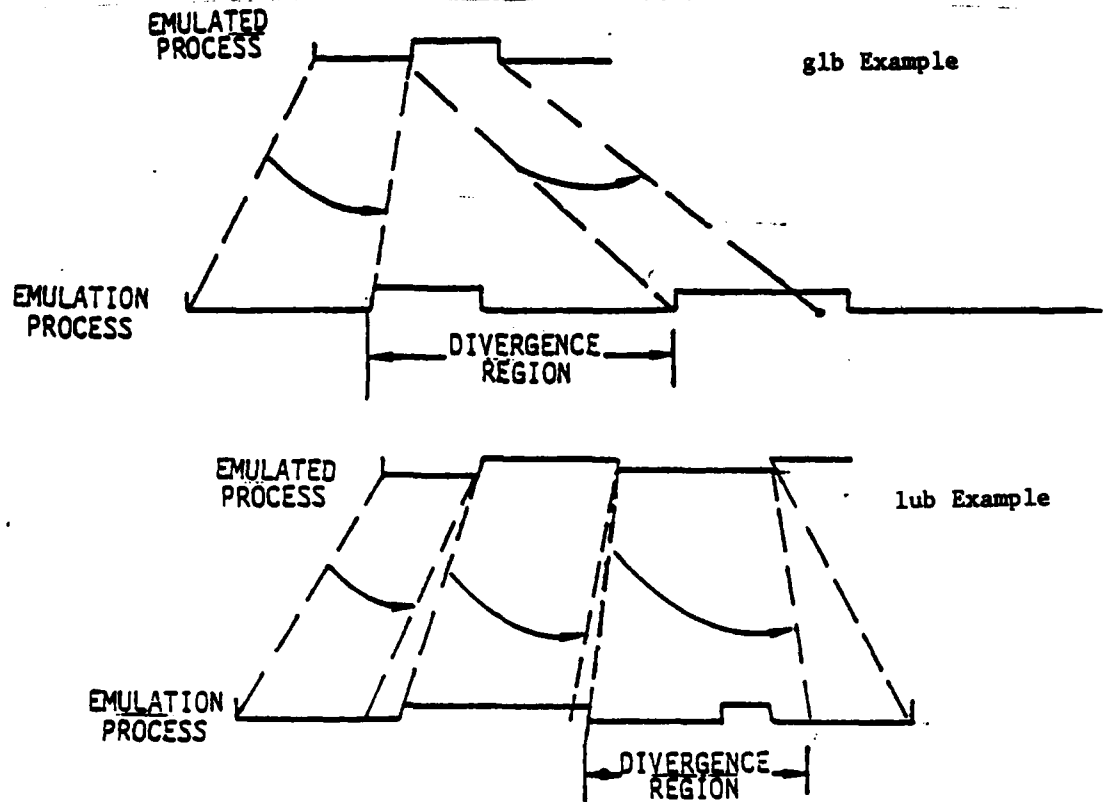 EMULATED
PROCESS
glb Example
EMULATION
PROCESS
DIVERGENCE
REGION
EMULATED
PROCESS
lub Example
EMULATION
PROCESS
DIVERGENCE
REGION